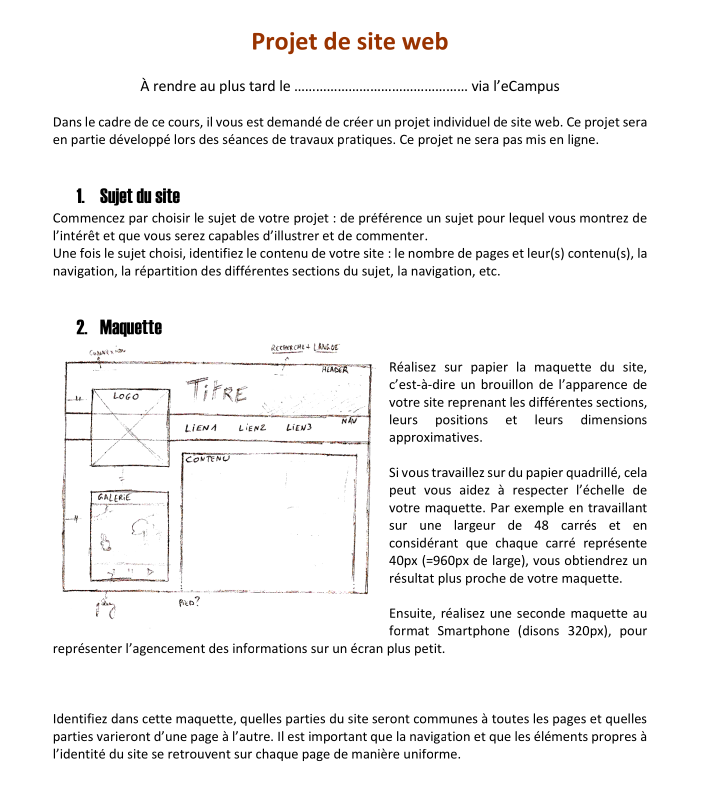 Projet de site web
À rendre au plus tard le ................................................ via l'eCampus
Dans le cadre de ce cours, il vous est demandé de créer un projet individuel de site web. Ce projet sera
en partie développé lors des séances de travaux pratiques. Ce projet ne sera pas mis en ligne.
1. Sujet du site
Commencez par choisir le sujet de votre projet : de préférence un sujet pour lequel vous montrez de
l'intérêt et que vous serez capables d'illustrer et de commenter.
Une fois le sujet choisi, identifiez le contenu de votre site : le nombre de pages et leur(s) contenu(s), la
navigation, la répartition des différentes sections du sujet, la navigation, etc.
2. Maquette
RECHERCHE + LANGUE
HEADER
LOGO
TITRE
NAV
LIEN1 LIEN2 LIEN3
CONTENU
GALERIE
PIED?
Réalisez sur papier la maquette du site,
c'est-à-dire un brouillon de l'apparence de
votre site reprenant les différentes sections,
leurs positions et leurs dimensions
approximatives.
Si vous travaillez sur du papier quadrillé, cela
peut vous aidez à respecter l'échelle de
votre maquette. Par exemple en travaillant
sur une largeur de 48 carrés et en
considérant que chaque carré représente
40px (=960px de large), vous obtiendrez un
résultat plus proche de votre maquette.
Ensuite, réalisez une seconde maquette au
format Smartphone (disons 320px), pour
représenter l'agencement des informations sur un écran plus petit.
Identifiez dans cette maquette, quelles parties du site seront communes à toutes les pages et quelles
parties varieront d'une page à l'autre. Il est important que la navigation et que les éléments propres à
l'identité du site se retrouvent sur chaque page de manière uniforme.